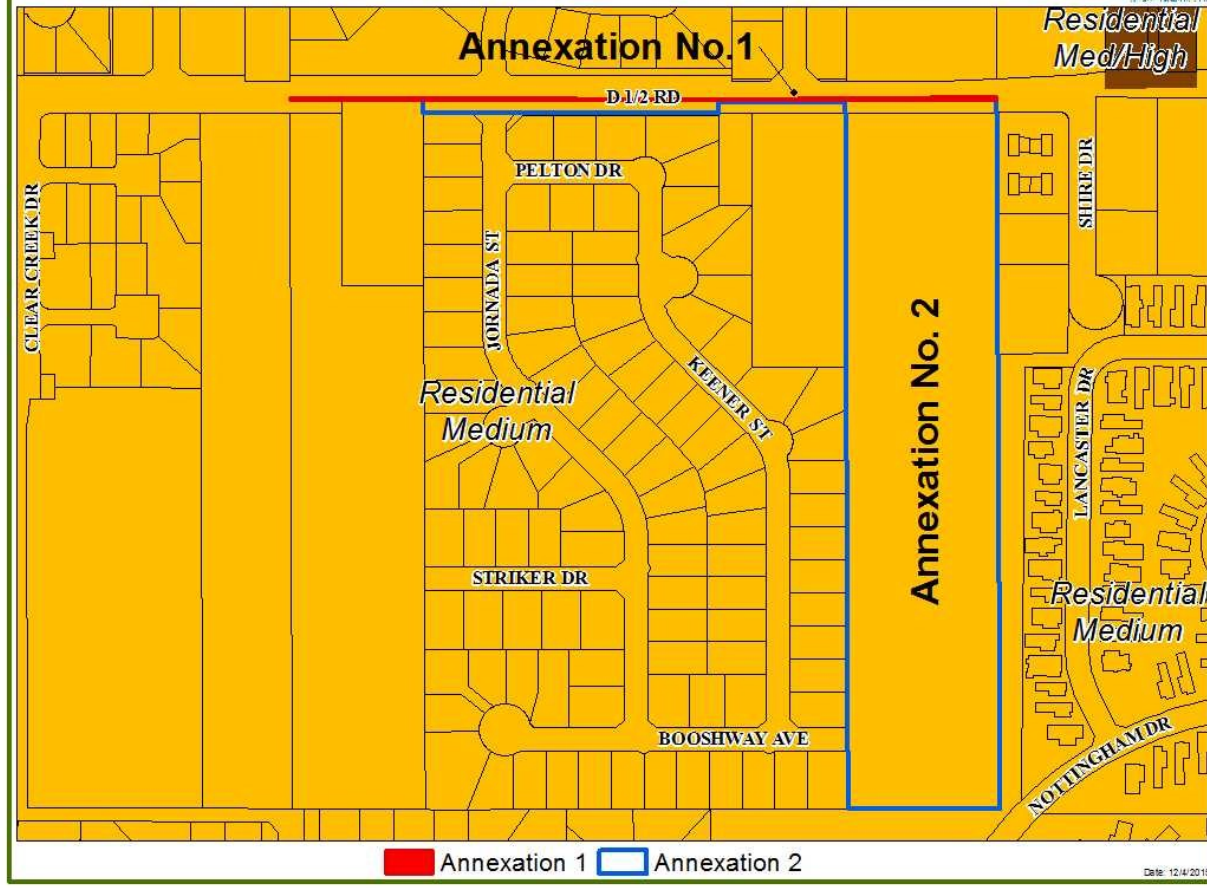 Residential
Med/High
Annexation No.1
D 1/2 RD
PELTON DR
SHIRE DR
CLEAR CREEK DR
JORNADA ST
KEENER ST
Annexation No. 2
LANCASTER DR
Residential
Medium
STRIKER DR
Residential
Medium
BOOSHWAY AVE
NOTTINGHAM DR
Annexation 1
Annexation 2